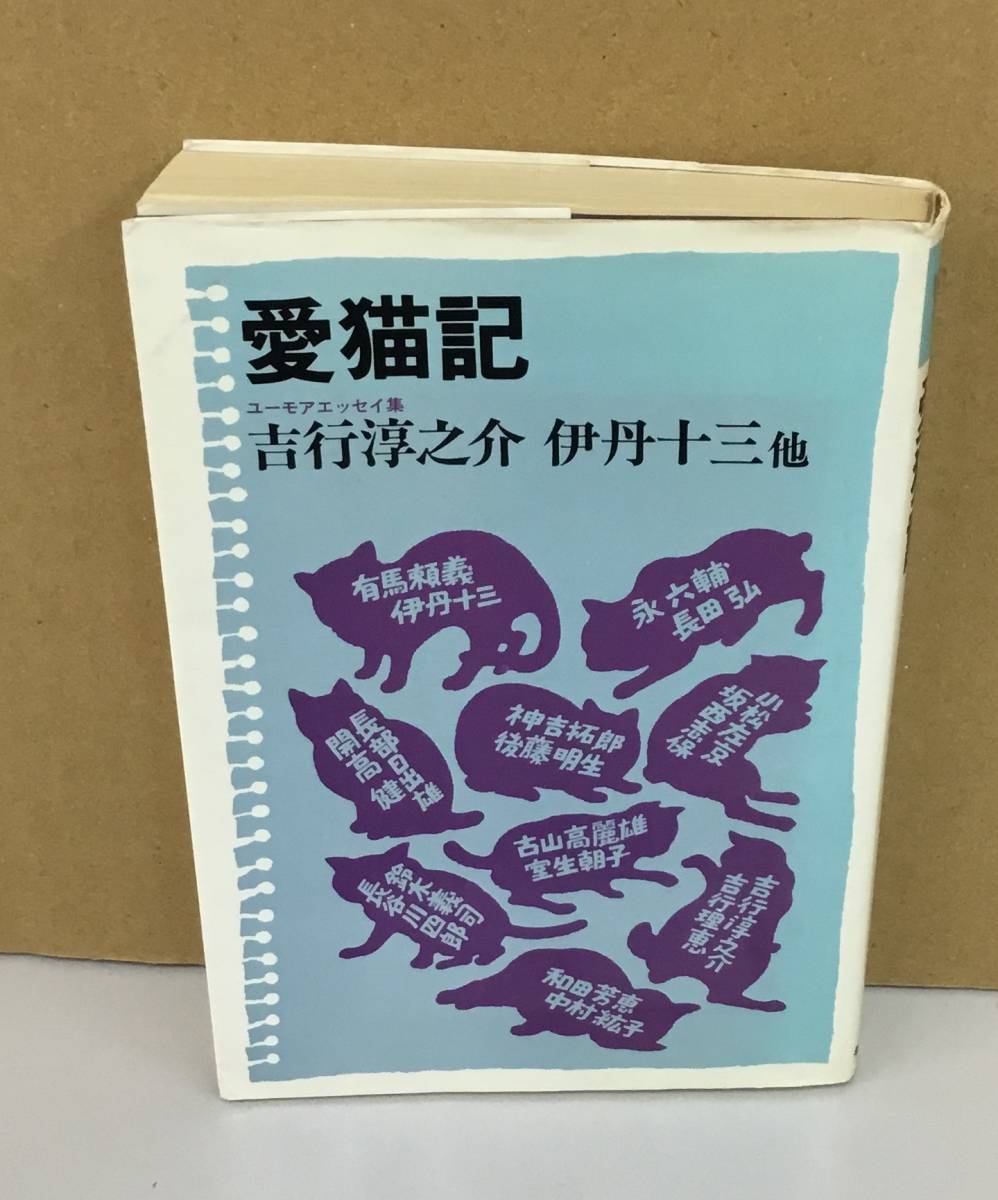 愛猫記
ユーモアエッセイ集
吉行淳之介 伊丹十三他
有馬頼義
伊丹十三
永六輔
長田弘
長部日出雄
開高健
神吉拓郎
後藤明生
小松左京
坂西志保
鈴木義司
長谷川四郎
古山高麗雄
室生朝子
吉行淳之介
吉行理恵
和田芳恵
中村紘子